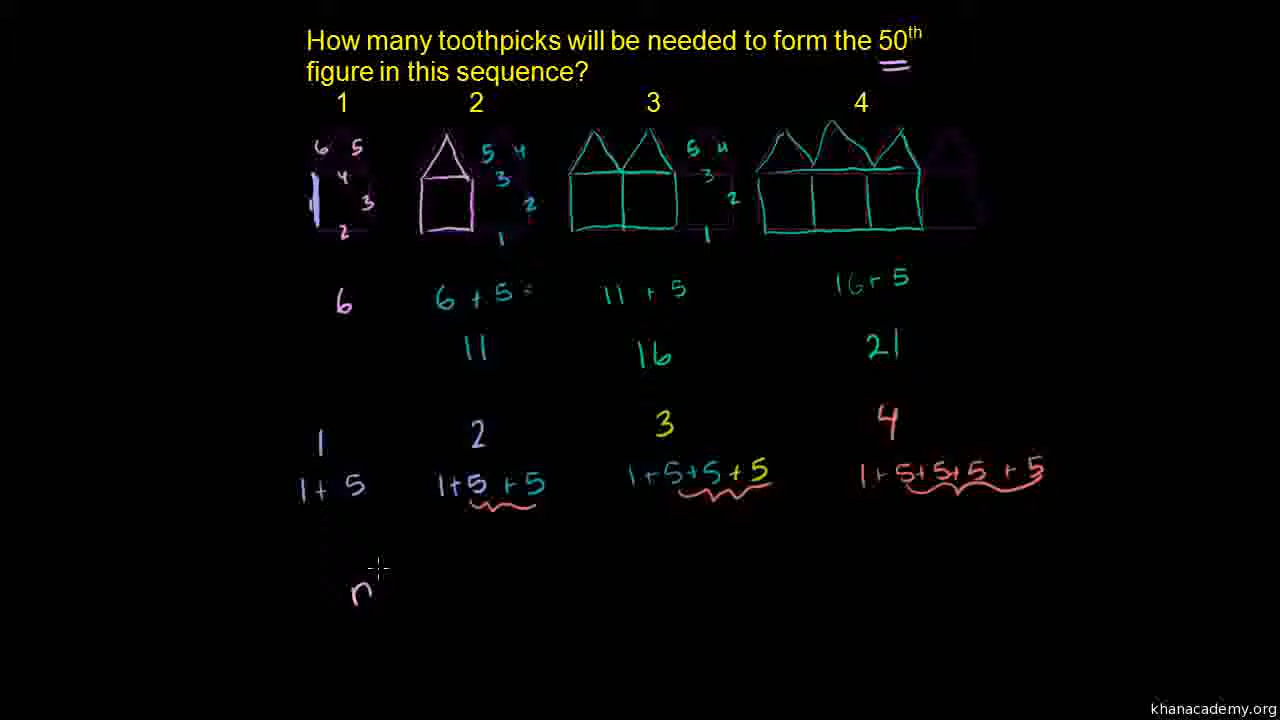 How many toothpicks will be needed to form the 50th
figure in this sequence?
1 2 3 4
6 5 5 4 5 4
4 3 3
1 3 2 2
2 1 1
6 6 + 5 = 11 + 5 16 + 5
11 16 21
1 2 3 4
1 + 5 1 + 5 + 5 1 + 5 + 5 + 5 1 + 5 + 5 + 5 + 5
n
khanacademy.org